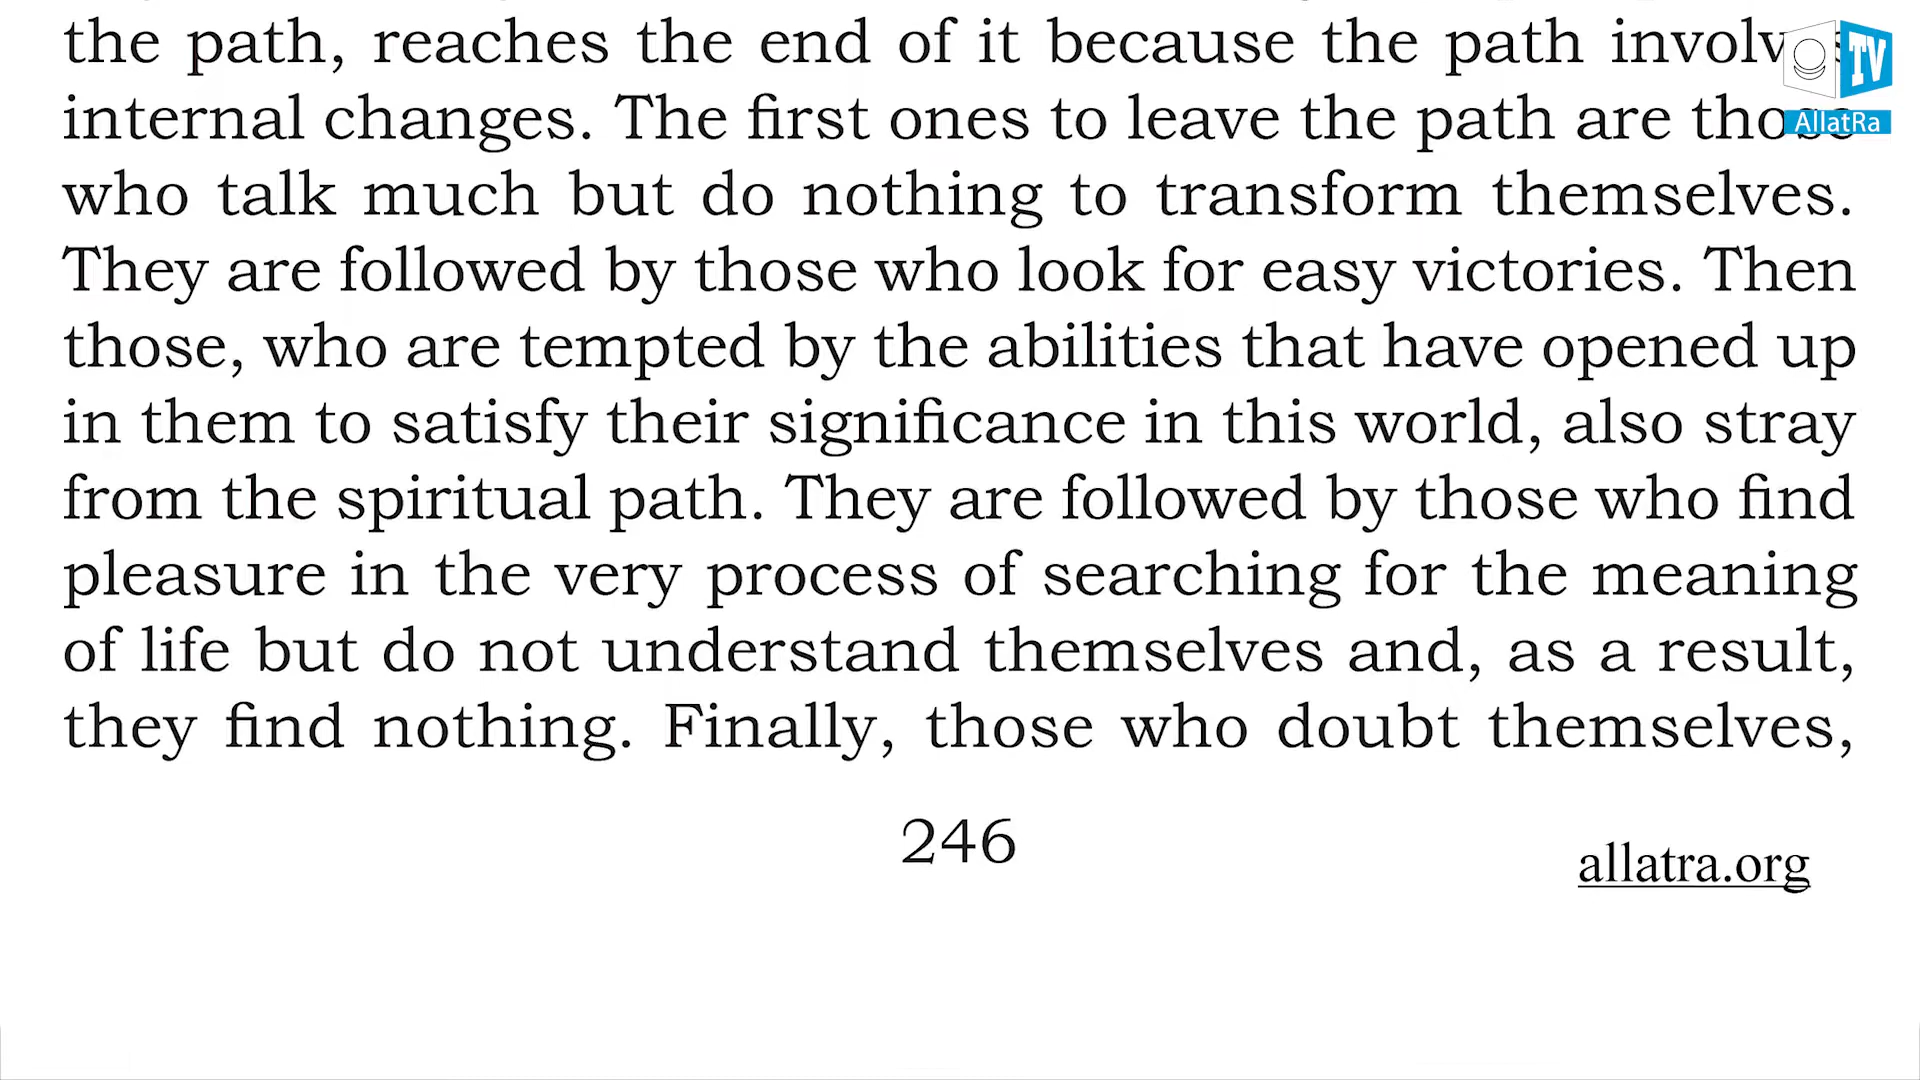 the path, reaches the end of it because the path involves
internal changes. The first ones to leave the path are those
who talk much but do nothing to transform themselves.
They are followed by those who look for easy victories. Then
those, who are tempted by the abilities that have opened up
in them to satisfy their significance in this world, also stray
from the spiritual path. They are followed by those who find
pleasure in the very process of searching for the meaning
of life but do not understand themselves and, as a result,
they find nothing. Finally, those who doubt themselves,
246
allatra.org
TV
AllatRa